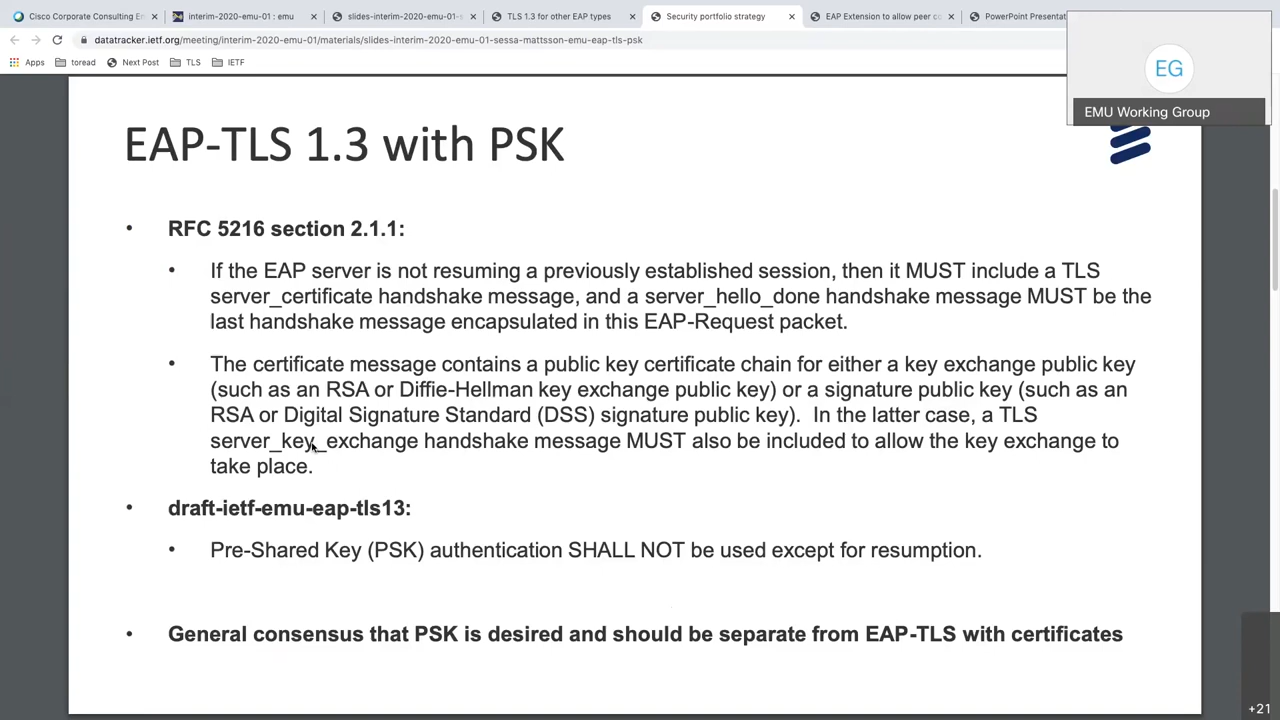 Cisco Corporate Consulting En
interim-2020-emu-01 : emu
slides-interim-2020-emu-01-s
TLS 1.3 for other EAP types
Security portfolio strategy
EAP Extension to allow peer co
PowerPoint Presentat
datatracker.ietf.org/meeting/interim-2020-emu-01/materials/slides-interim-2020-emu-01-sessa-mattsson-emu-eap-tls-psk
Apps
toread
Next Post
TLS
IETF
EG
EMU Working Group
EAP-TLS 1.3 with PSK
• RFC 5216 section 2.1.1:
• If the EAP server is not resuming a previously established session, then it MUST include a TLS
server_certificate handshake message, and a server_hello_done handshake message MUST be the
last handshake message encapsulated in this EAP-Request packet.
• The certificate message contains a public key certificate chain for either a key exchange public key
(such as an RSA or Diffie-Hellman key exchange public key) or a signature public key (such as an
RSA or Digital Signature Standard (DSS) signature public key). In the latter case, a TLS
server_key_exchange handshake message MUST also be included to allow the key exchange to
take place.
• draft-ietf-emu-eap-tls13:
• Pre-Shared Key (PSK) authentication SHALL NOT be used except for resumption.
• General consensus that PSK is desired and should be separate from EAP-TLS with certificates
+21